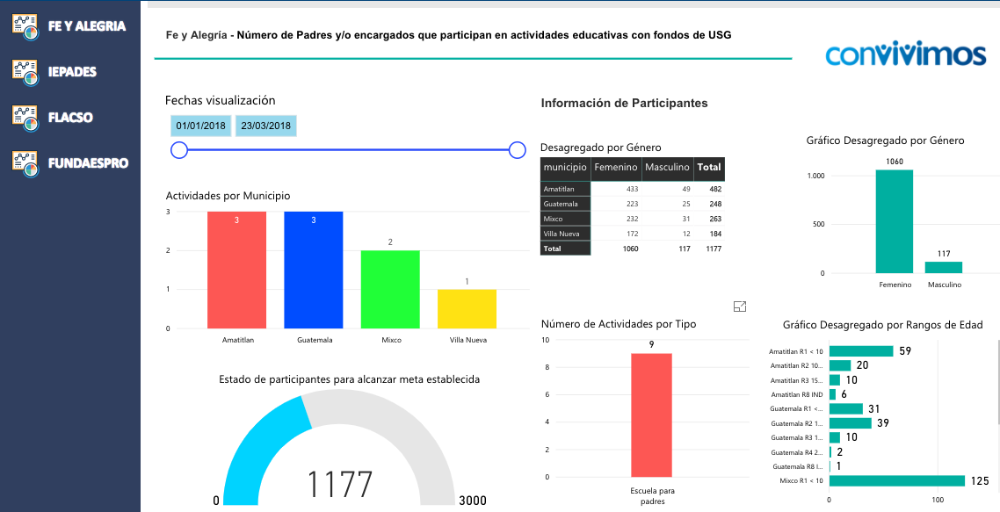 FE Y ALEGRIA
IEPADES
FLACSO
FUNDAESPRO
Fe y Alegría - Número de Padres y/o encargados que participan en actividades educativas con fondos de USG
convivimos
Fechas visualización
01/01/2018 23/03/2018
Actividades por Municipio
3
2
1
0
3
3
2
1
Amatitlan Guatemala Mixco Villa Nueva
Estado de participantes para alcanzar meta establecida
1177
0 3000
Información de Participantes
Desagregado por Género
municipio Femenino Masculino Total
Amatitlan 433 49 482
Guatemala 223 25 248
Mixco 232 31 263
Villa Nueva 172 12 184
Total 1060 117 1177
Gráfico Desagregado por Género
1.000
500
0
1060
117
Femenino Masculino
Número de Actividades por Tipo
10
8
6
4
2
0
9
Escuela para
padres
Gráfico Desagregado por Rangos de Edad
Amatitlan R1 < 10 59
Amatitlan R2 10... 20
Amatitlan R3 15... 10
Amatitlan R8 IND 6
Guatemala R1 <... 31
Guatemala R2 1... 39
Guatemala R3 1... 10
Guatemala R4 2... 2
Guatemala R8 I... 1
Mixco R1 < 10 125
0 100